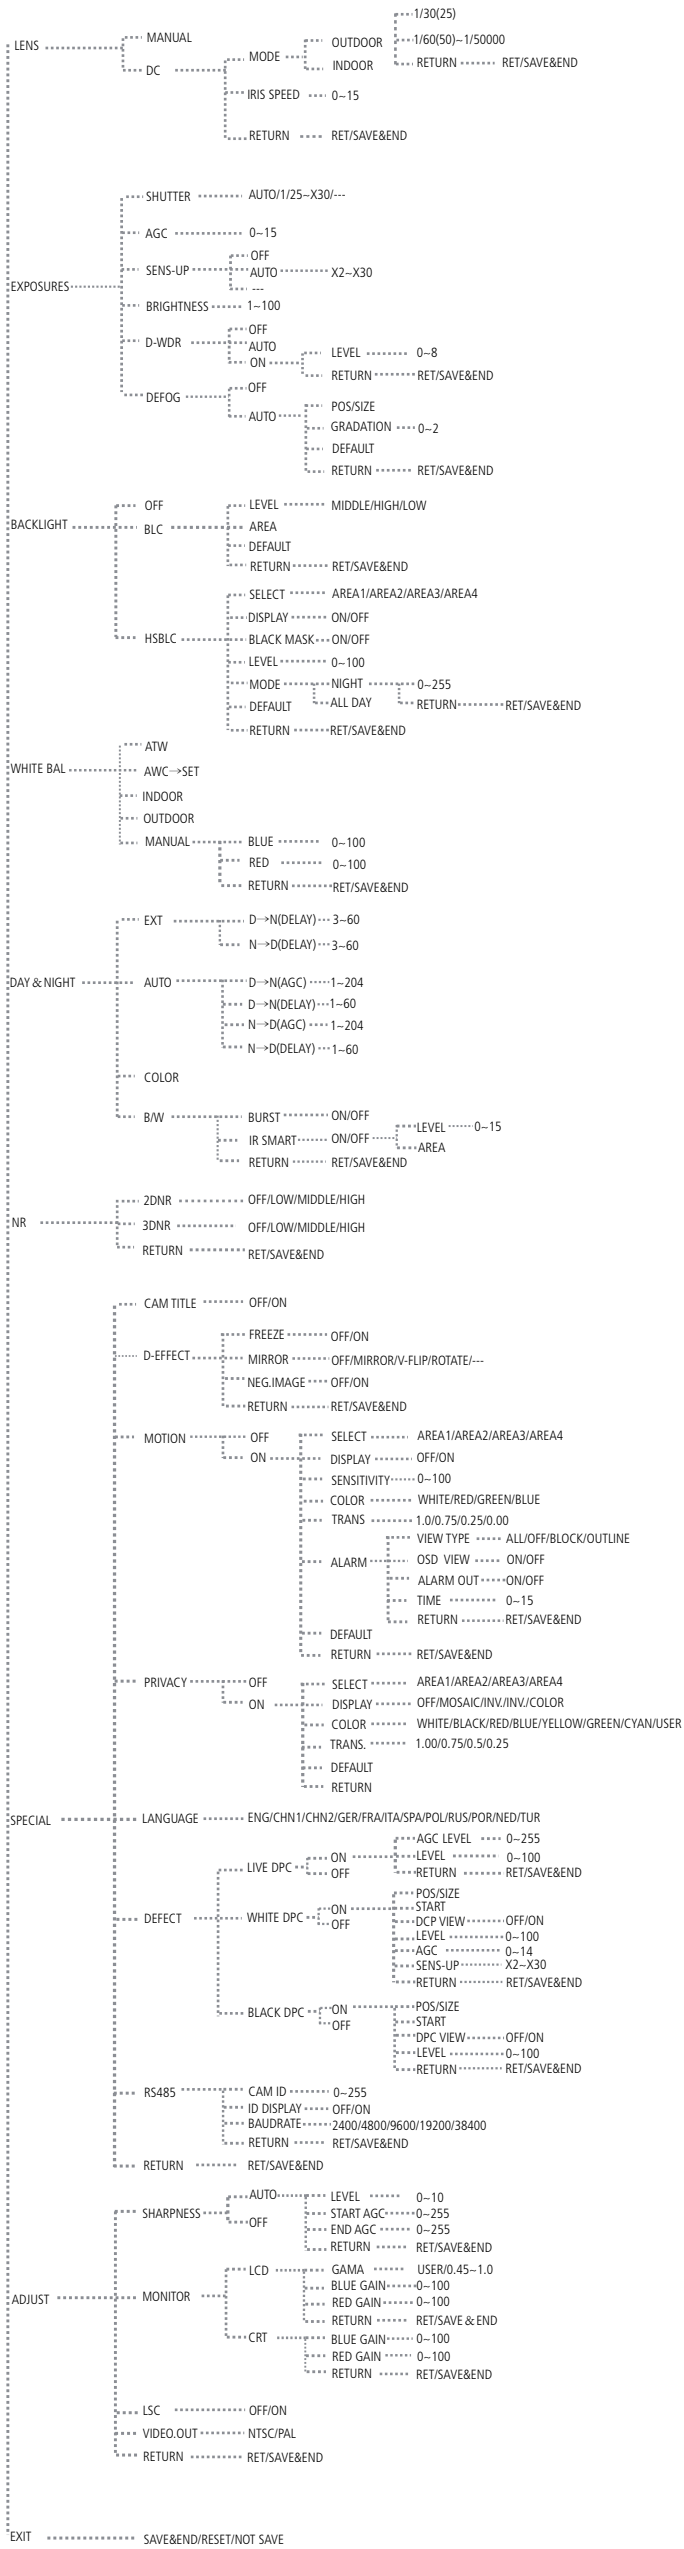 1/30(25)
LENS MANUAL OUTDOOR 1/60(50)~1/50000
DC MODE INDOOR RETURN RET/SAVE&END
IRIS SPEED 0~15
RETURN RET/SAVE&END
SHUTTER AUTO/1/25~X30/---
AGC 0~15
OFF
SENS-UP AUTO X2~X30
EXPOSURES ---
BRIGHTNESS 1~100
OFF
D-WDR AUTO
ON LEVEL 0~8
RETURN RET/SAVE&END
OFF
DEFOG
AUTO POS/SIZE
GRADATION 0~2
DEFAULT
RETURN RET/SAVE&END
OFF LEVEL MIDDLE/HIGH/LOW
BACKLIGHT BLC AREA
DEFAULT
RETURN RET/SAVE&END
SELECT AREA1/AREA2/AREA3/AREA4
DISPLAY ON/OFF
HSBLC BLACK MASK ON/OFF
LEVEL 0~100
MODE NIGHT 0~255
DEFAULT ALL DAY RETURN RET/SAVE&END
RETURN RET/SAVE&END
ATW
WHITE BAL AWC→SET
INDOOR
OUTDOOR
MANUAL BLUE 0~100
RED 0~100
RETURN RET/SAVE&END
EXT D→N(DELAY) 3~60
N→D(DELAY) 3~60
DAY & NIGHT AUTO D→N(AGC) 1~204
D→N(DELAY) 1~60
N→D(AGC) 1~204
N→D(DELAY) 1~60
COLOR
B/W BURST ON/OFF
LEVEL 0~15
IR SMART ON/OFF
AREA
RETURN RET/SAVE&END
2DNR OFF/LOW/MIDDLE/HIGH
NR 3DNR OFF/LOW/MIDDLE/HIGH
RETURN RET/SAVE&END
CAM TITLE OFF/ON
FREEZE OFF/ON
D-EFFECT MIRROR OFF/MIRROR/V-FLIP/ROTATE/---
NEG.IMAGE OFF/ON
RETURN RET/SAVE&END
MOTION OFF SELECT AREA1/AREA2/AREA3/AREA4
ON DISPLAY OFF/ON
SENSITIVITY 0~100
COLOR WHITE/RED/GREEN/BLUE
TRANS 1.0/0.75/0.25/0.00
VIEW TYPE ALL/OFF/BLOCK/OUTLINE
ALARM OSD VIEW ON/OFF
ALARM OUT ON/OFF
TIME 0~15
RETURN RET/SAVE&END
DEFAULT
RETURN RET/SAVE&END
PRIVACY OFF SELECT AREA1/AREA2/AREA3/AREA4
ON DISPLAY OFF/MOSAIC/INV./INV./COLOR
COLOR WHITE/BLACK/RED/BLUE/YELLOW/GREEN/CYAN/USER
TRANS. 1.00/0.75/0.5/0.25
DEFAULT
RETURN
SPECIAL LANGUAGE ENG/CHN1/CHN2/GER/FRA/ITA/SPA/POL/RUS/POR/NED/TUR
AGC LEVEL 0~255
LIVE DPC ON LEVEL 0~100
OFF RETURN RET/SAVE&END
POS/SIZE
ON START
DEFECT WHITE DPC OFF DCP VIEW OFF/ON
LEVEL 0~100
AGC 0~14
SENS-UP X2~X30
RETURN RET/SAVE&END
BLACK DPC ON POS/SIZE
OFF START
DPC VIEW OFF/ON
LEVEL 0~100
RETURN RET/SAVE&END
RS485 CAM ID 0~255
ID DISPLAY OFF/ON
BAUDRATE 2400/4800/9600/19200/38400
RETURN RET/SAVE&END
RETURN RET/SAVE&END
AUTO LEVEL 0~10
SHARPNESS START AGC 0~255
OFF END AGC 0~255
RETURN RET/SAVE&END
LCD GAMA USER/0.45~1.0
BLUE GAIN 0~100
ADJUST MONITOR RED GAIN 0~100
RETURN RET/SAVE & END
CRT BLUE GAIN 0~100
RED GAIN 0~100
RETURN RET/SAVE&END
LSC OFF/ON
VIDEO.OUT NTSC/PAL
RETURN RET/SAVE&END
EXIT SAVE&END/RESET/NOT SAVE